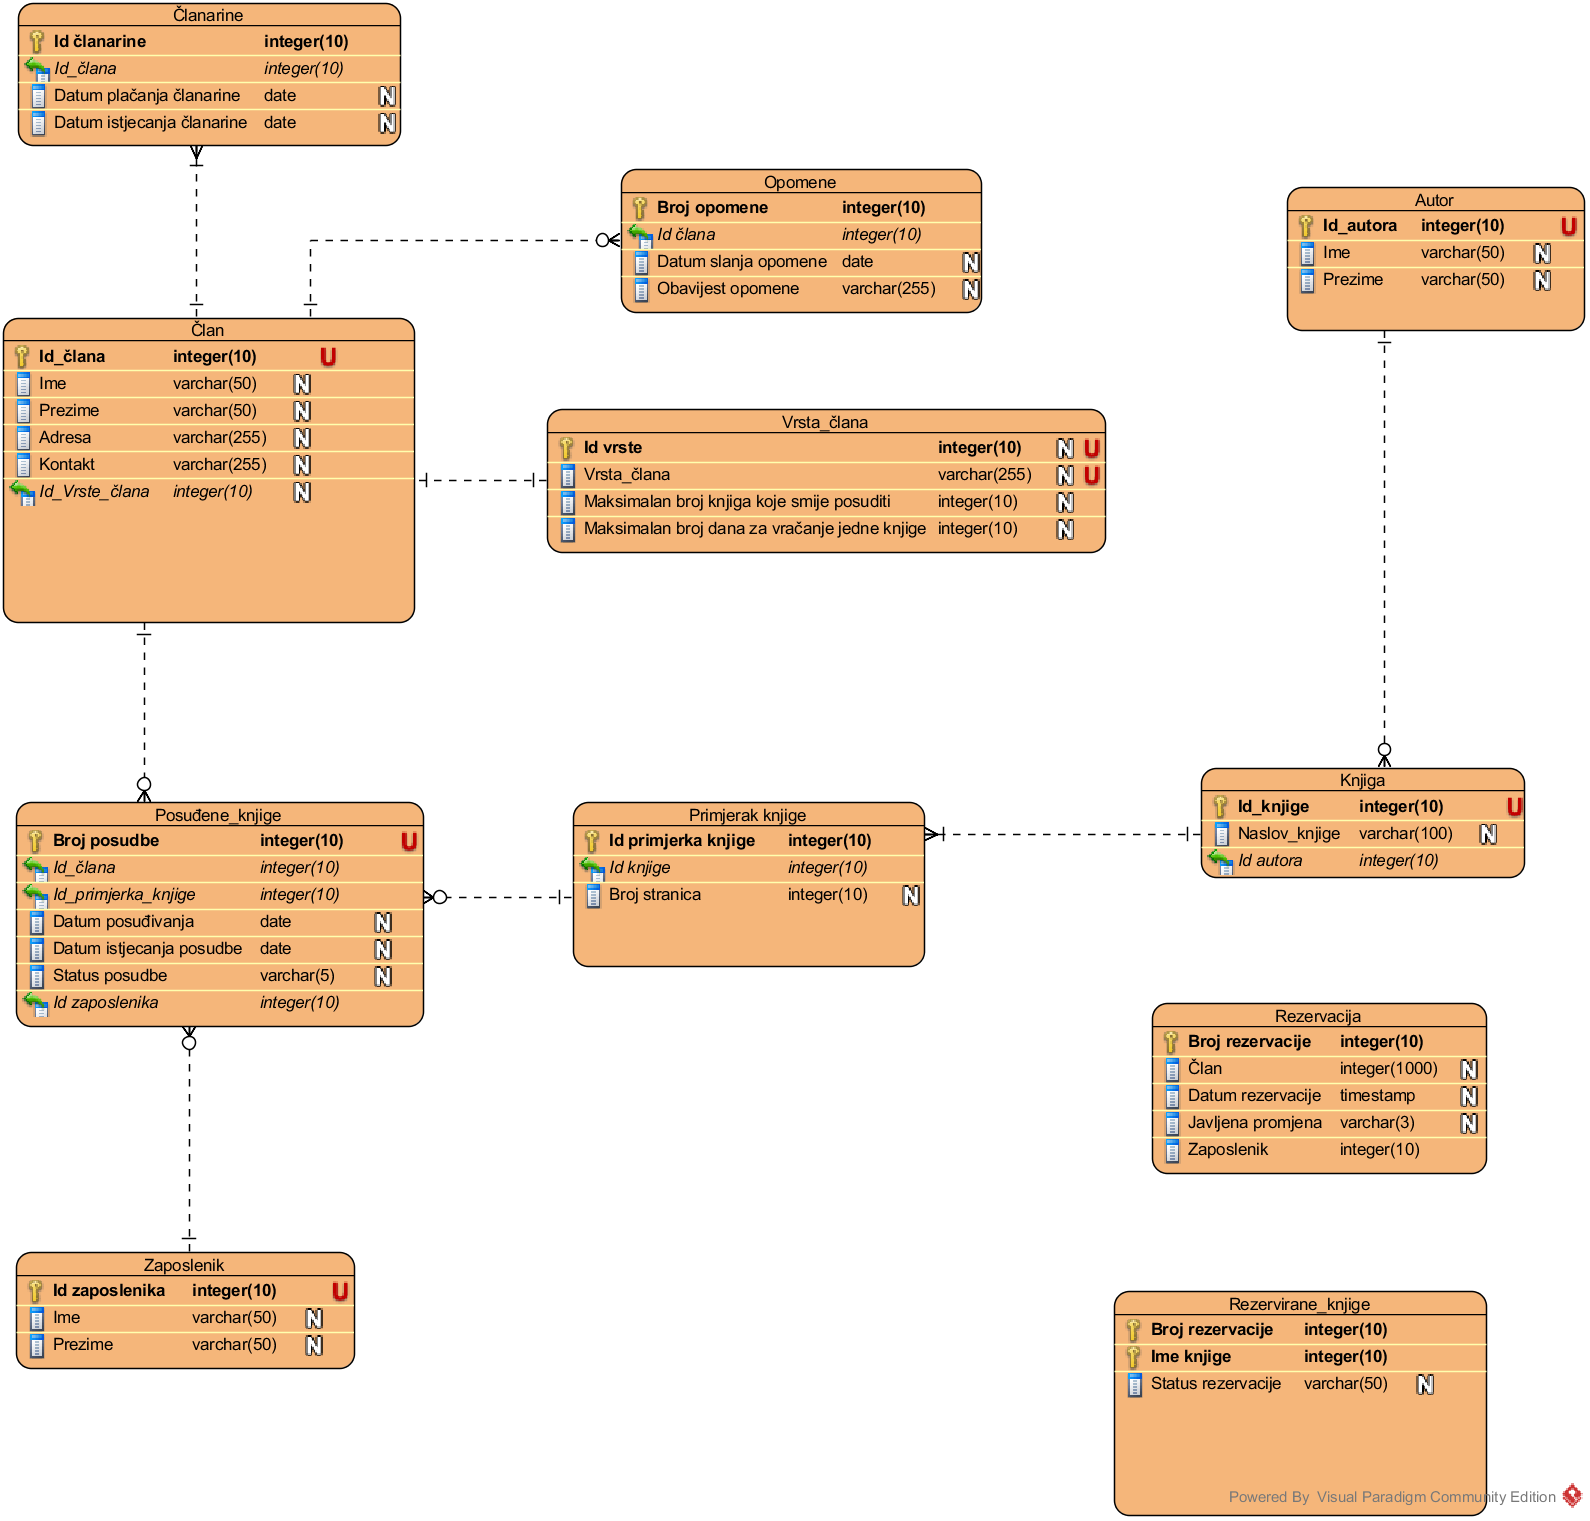 Članarine
Id članarine integer(10)
Id_člana integer(10)
Datum plačanja članarine date N
Datum istjecanja članarine date N
Opomene
Broj opomene integer(10)
Id člana integer(10)
Datum slanja opomene date N
Obavijest opomene varchar(255) N
Autor
Id_autora integer(10) U
Ime varchar(50) N
Prezime varchar(50) N
Član
Id_člana integer(10) U
Ime varchar(50) N
Prezime varchar(50) N
Adresa varchar(255) N
Kontakt varchar(255) N
Id_Vrste_člana integer(10) N
Vrsta_člana
Id vrste integer(10) N U
Vrsta_člana varchar(255) N U
Maksimalan broj knjiga koje smije posuditi integer(10) N
Maksimalan broj dana za vračanje jedne knjige integer(10) N
Posuđene_knjige
Broj posudbe integer(10) U
Id_člana integer(10)
Id_primjerka_knjige integer(10)
Datum posuđivanja date N
Datum istjecanja posudbe date N
Status posudbe varchar(5) N
Id zaposlenika integer(10)
Primjerak knjige
Id primjerka knjige integer(10)
Id knjige integer(10)
Broj stranica integer(10) N
Knjiga
Id_knjige integer(10) U
Naslov_knjige varchar(100) N
Id autora integer(10)
Rezervacija
Broj rezervacije integer(10)
Član integer(1000) N
Datum rezervacije timestamp N
Javljena promjena varchar(3) N
Zaposlenik integer(10)
Zaposlenik
Id zaposlenika integer(10) U
Ime varchar(50) N
Prezime varchar(50) N
Rezervirane_knjige
Broj rezervacije integer(10)
Ime knjige integer(10)
Status rezervacije varchar(50) N
Powered By Visual Paradigm Community Edition